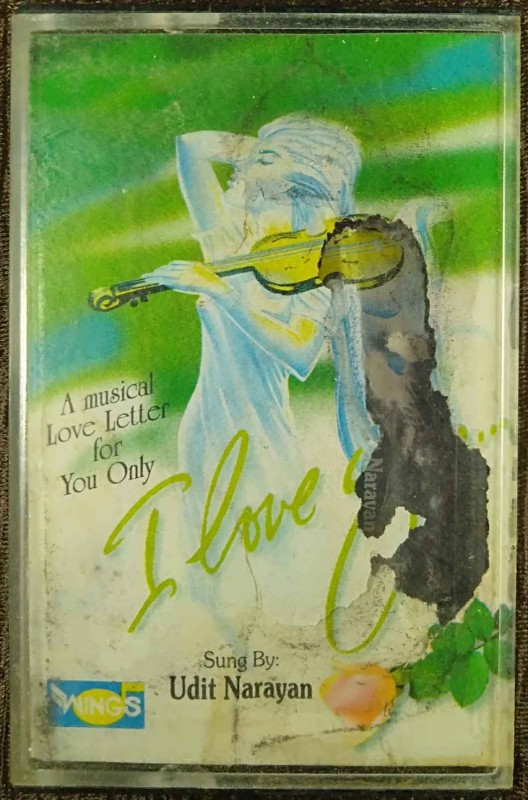 A musical
Love Letter
for
You Only
I love
Narayan
Sung By:
Udit Narayan
WINGS